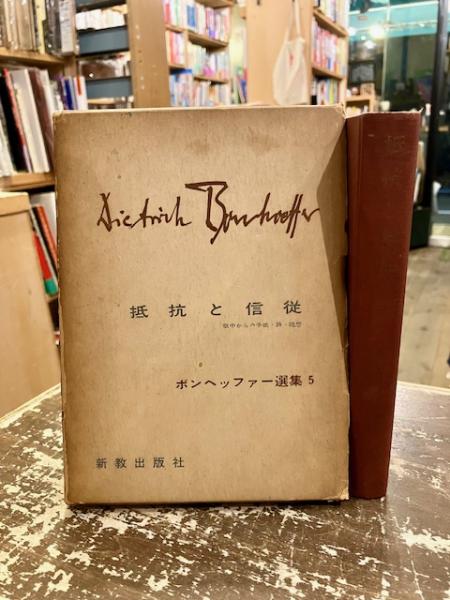 Dietrich Bonhoeffer
抵抗と信従
獄中からの手紙・詩・随想
ボンヘッファー選集 5
新教出版社